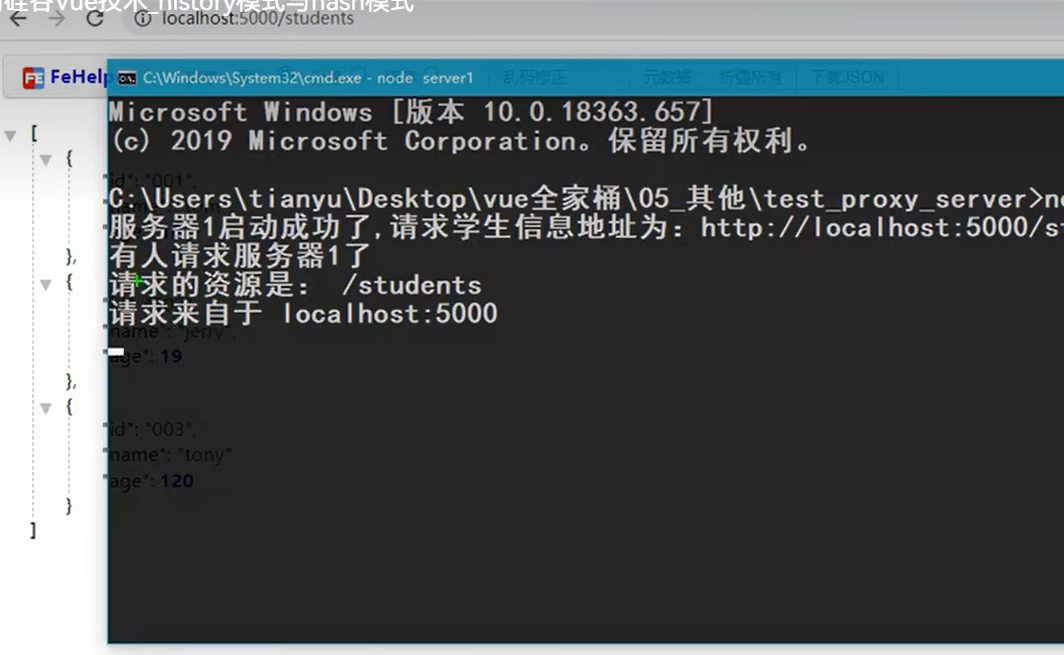 硅谷Vue技术_history模式与hash模式
localhost:5000/students
FeHelp
C:\Windows\System32\cmd.exe - node server1
乱码修正
元数据
折叠所有
下载JSON
Microsoft Windows [版本 10.0.18363.657]
(c) 2019 Microsoft Corporation。保留所有权利。
C:\Users\tianyu\Desktop\vue全家桶\05_其他\test_proxy_server>n
服务器1启动成功了,请求学生信息地址为：http://localhost:5000/s
有人请求服务器1了
请求的资源是： /students
请求来自于 localhost:5000
[
{
"id": "001",
},
{
"name": "jerry",
"age": 19
},
{
"id": "003",
"name": "tony"
"age": 120
}
]